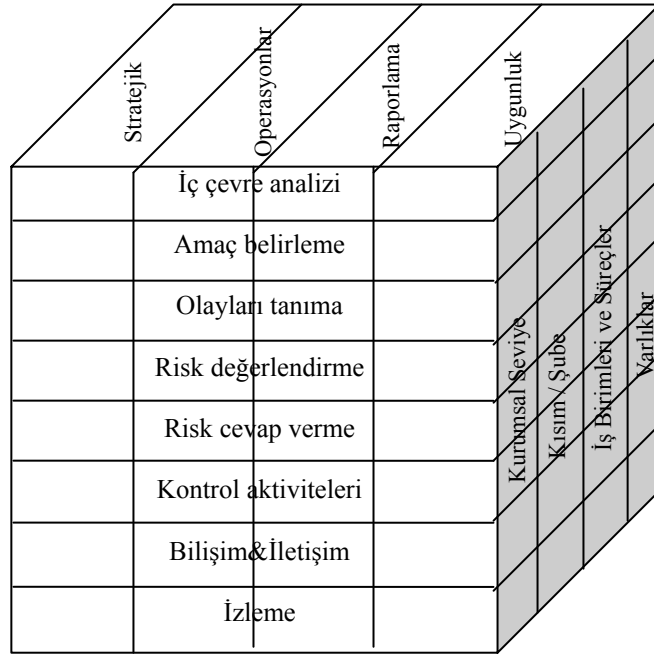 Stratejik
Operasyonlar
Raporlama
Uygunluk
İç çevre analizi
Amaç belirleme
Olayları tanıma
Risk değerlendirme
Risk cevap verme
Kontrol aktiviteleri
Bilişim&İletişim
İzleme
Kurumsal Seviye
Kısım / Şube
İş Birimleri ve Süreçler
Varlıklar